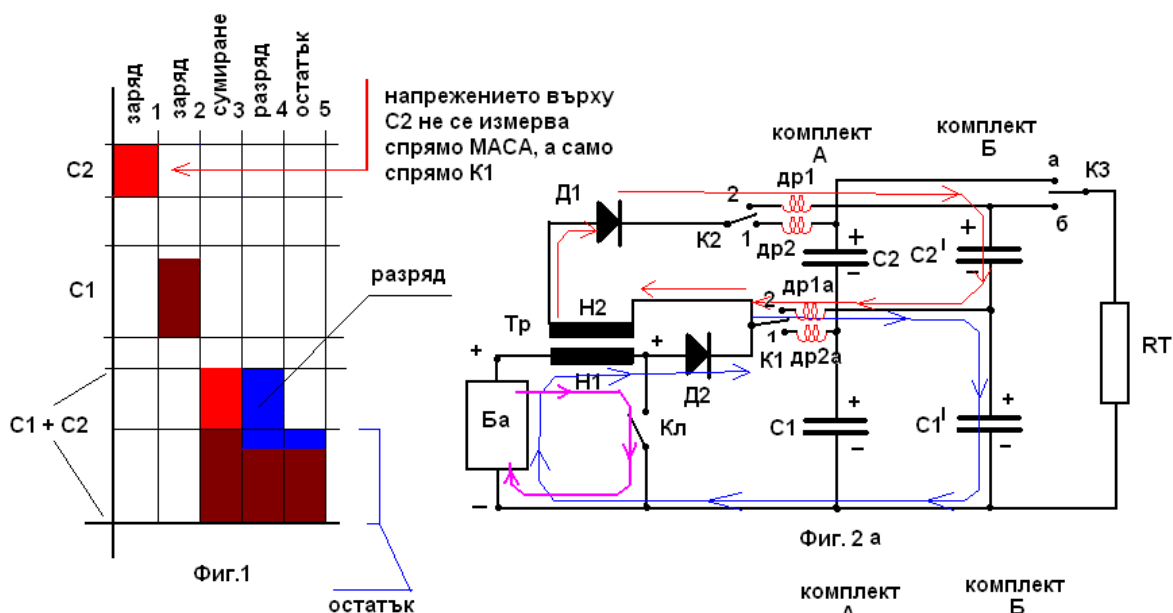 заряд
1
заряд
2
сумиране
3
разряд
4
остатък
5
С2
напрежението върху
С2 не се измерва
спрямо МАСА, а само
спрямо К1
С1
разряд
С1 + С2
Фиг.1
остатък
комплект
А
комплект
Б
др1
а
К3
Д1
2
б
К2
1
др2
+
С2
–
С2ᴵ
+
–
др1а
Н2
2
Тр
+
К1
1
др2а
+
Н1
Д2
RT
Ба
Кл
С1
+
–
С1ᴵ
+
–
–
Фиг. 2 а
комплект
А
комплект
Б